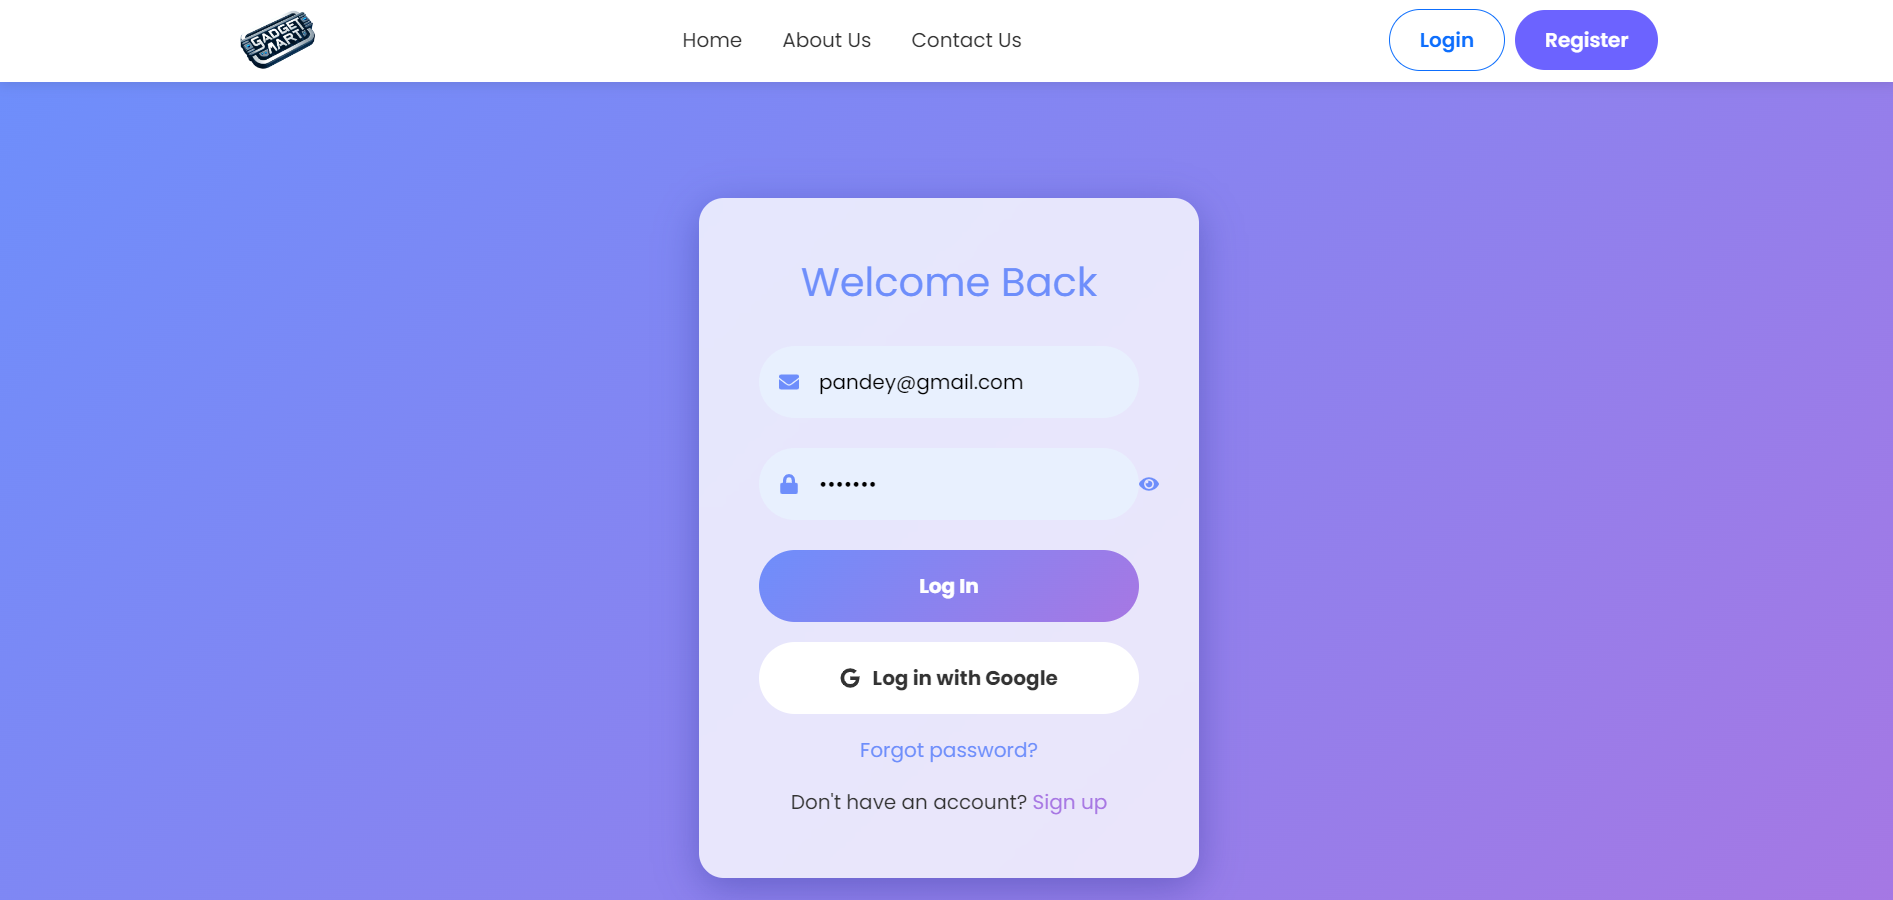 GADGET
MART
Home About Us Contact Us
Login Register
Welcome Back
pandey@gmail.com
•••••••
Log In
G Log in with Google
Forgot password?
Don't have an account? Sign up